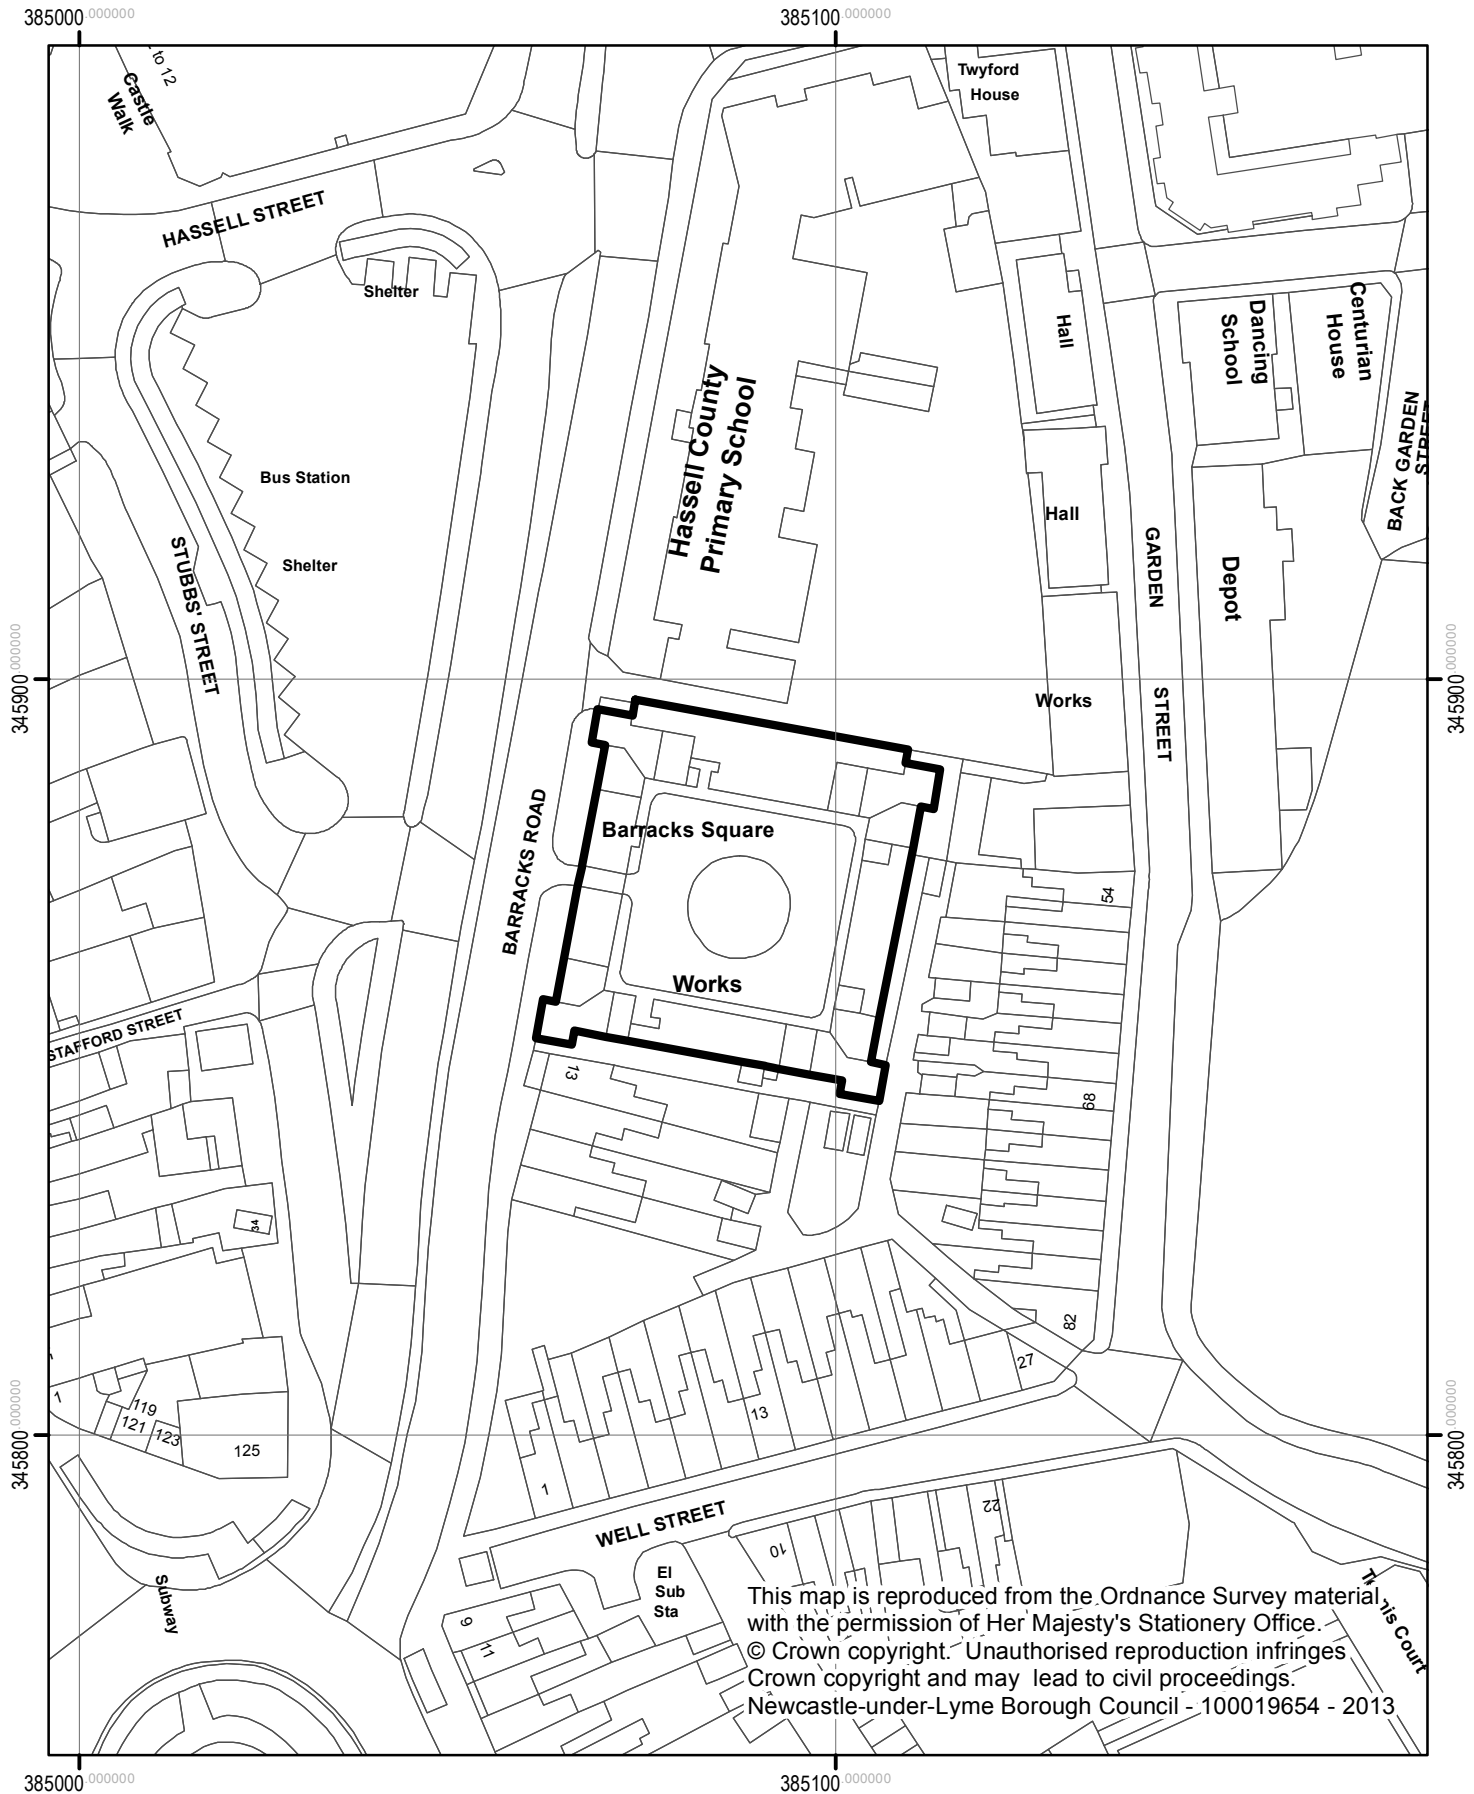 385000.000000
385100.000000
to 12
Castle
Walk
Twyford
House
HASSELL STREET
Shelter
Hall
Dancing
School
Centurian
House
BACK GARDEN
STREET
Hassell County
Primary School
Bus Station
Hall
Shelter
STUBBS' STREET
GARDEN
STREET
Depot
345900.000000
345900.000000
Works
BARRACKS ROAD
Barracks Square
54
Works
STAFFORD STREET
13
68
34
82
27
1
119
121
123
125
13
345800.000000
345800.000000
1
WELL STREET
22
10
El
Sub
Sta
Subway
9
11
Court
This map is reproduced from the Ordnance Survey material
with the permission of Her Majesty's Stationery Office.
© Crown copyright. Unauthorised reproduction infringes
Crown copyright and may lead to civil proceedings.
Newcastle-under-Lyme Borough Council - 100019654 - 2013
385000.000000
385100.000000